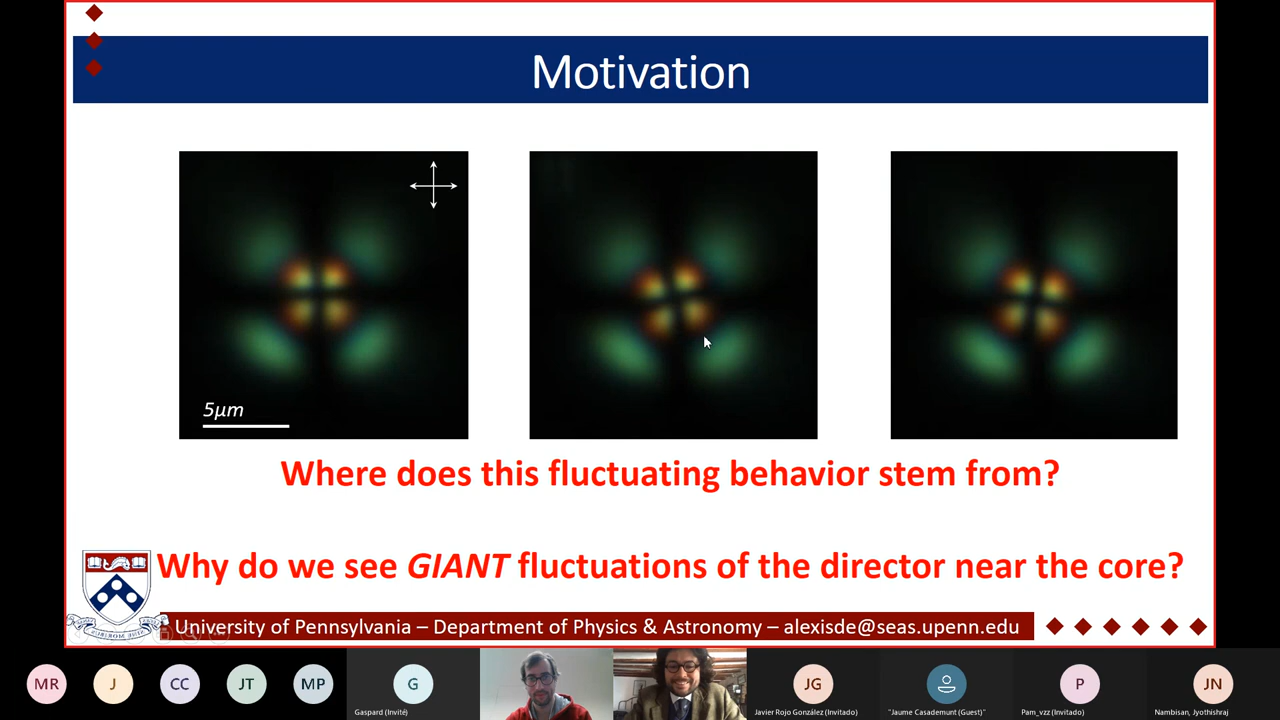 Motivation
5μm
Where does this fluctuating behavior stem from?
Why do we see GIANT fluctuations of the director near the core?
University of Pennsylvania – Department of Physics & Astronomy – alexisde@seas.upenn.edu
MR
J
CC
JT
MP
G
Gaspard (Invité)
JG
Javier Rojo González (Invitado)
"Jaume Casademunt (Guest)"
P
Pam_vzz (Invitado)
JN
Nambisan, Jyothishraj